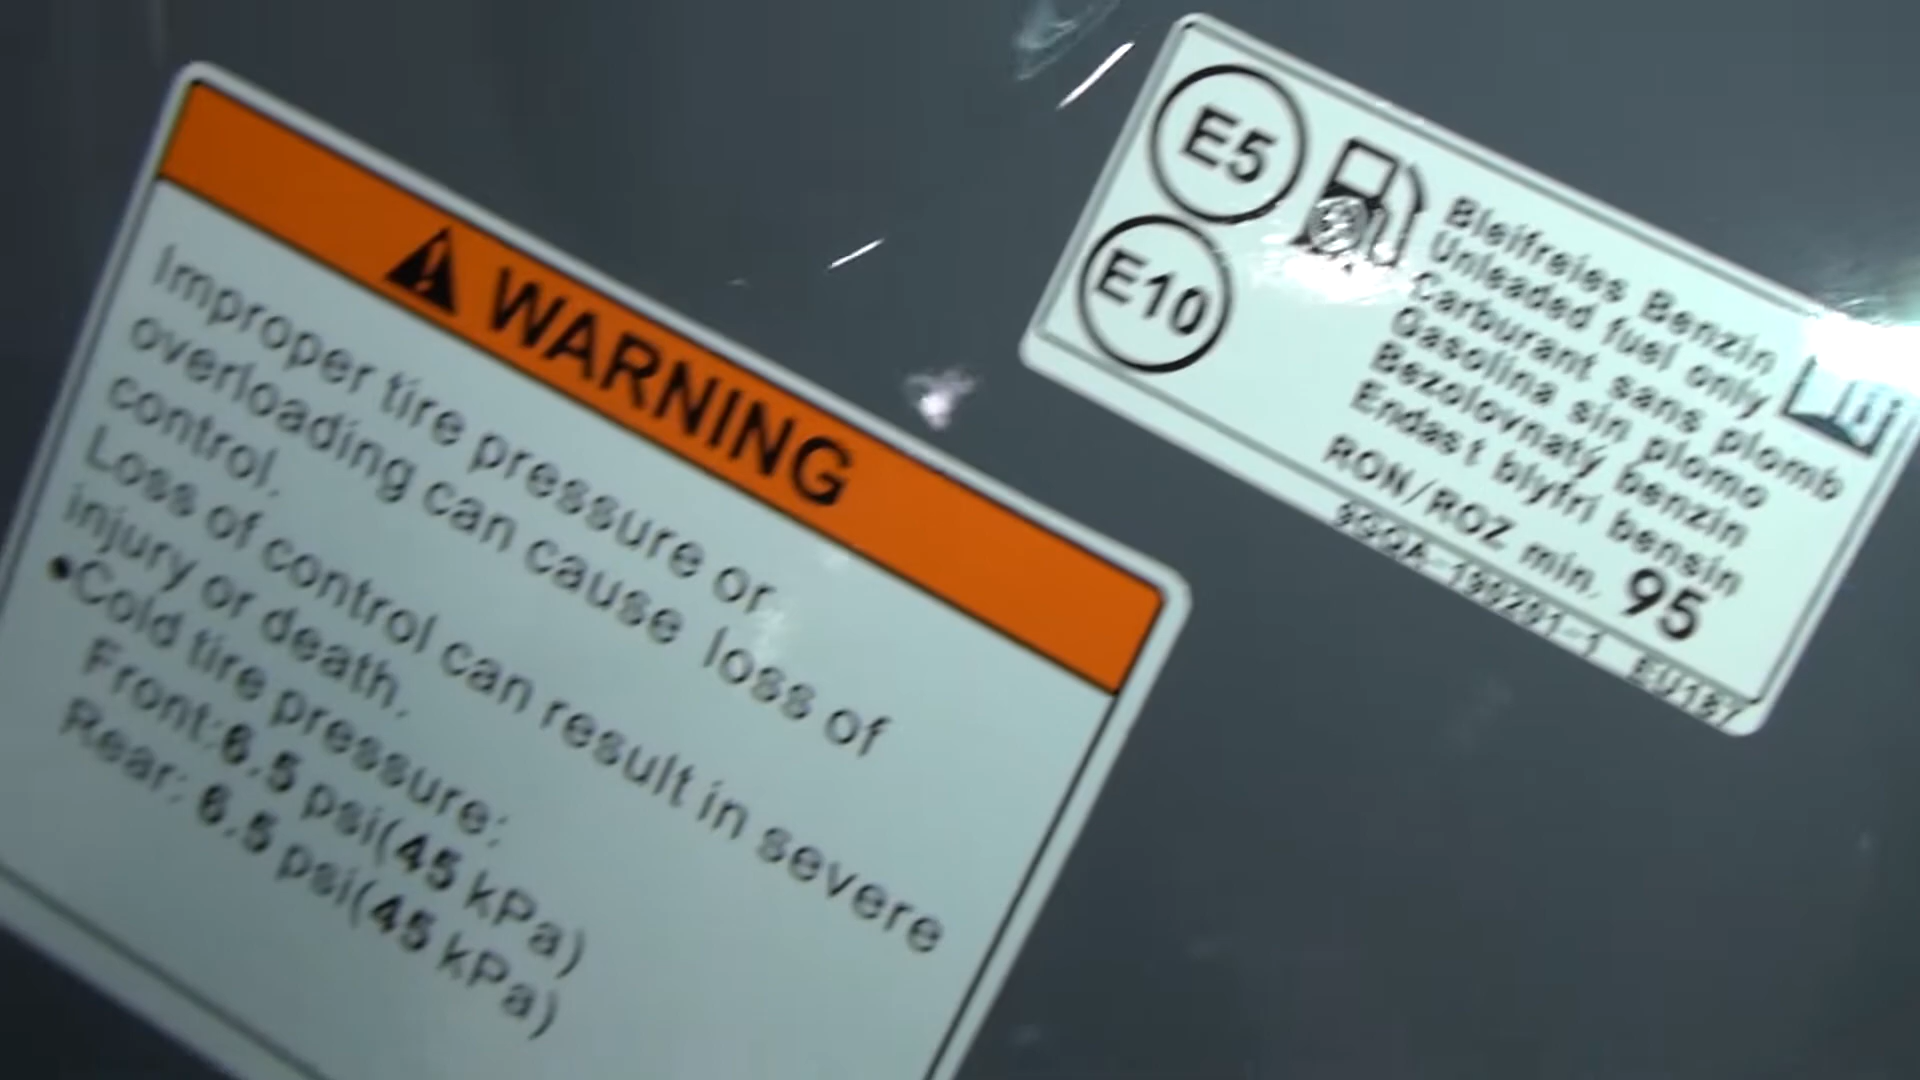 WARNING
Improper tire pressure or
overloading can cause loss of
control.
Loss of control can result in severe
injury or death.
•Cold tire pressure:
Front:6.5 psi(45 kPa)
Rear: 6.5 psi(45 kPa)
E5
E10
Bleifreies Benzin
Unleaded fuel only
Carburant sans plomb
Gasolina sin plomo
Bezolovnatý benzin
Endast blyfri bensin
RON/ROZ min. 95
EU187